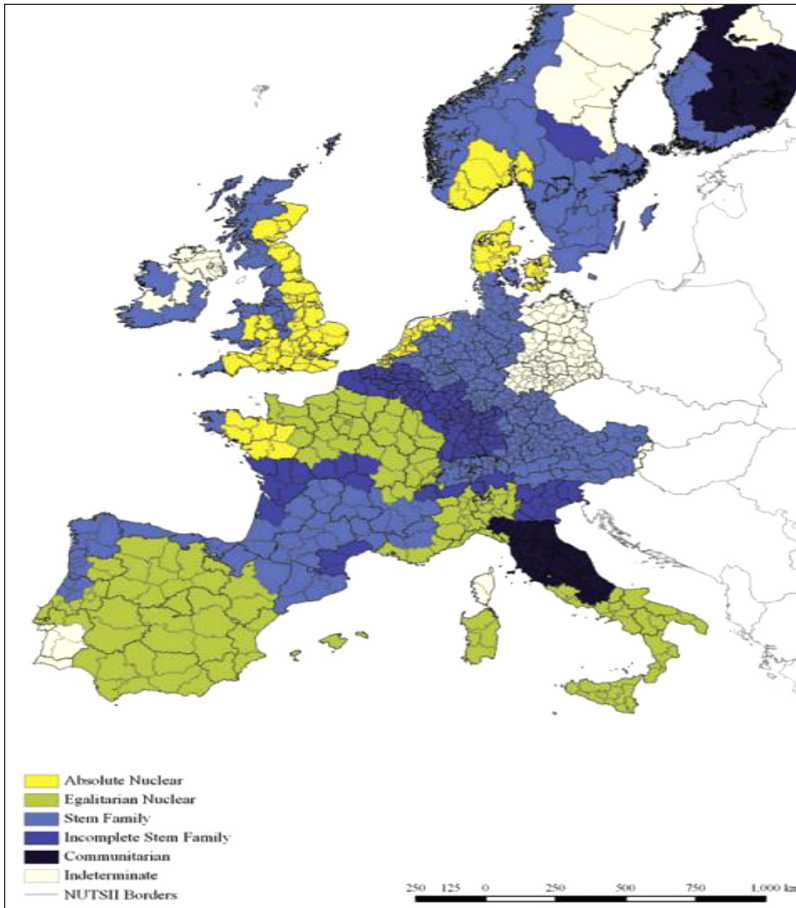 Absolute Nuclear
Egalitarian Nuclear
Stem Family
Incomplete Stem Family
Communitarian
Indeterminate
NUTSII Borders
250 125 0 250 500 750 1.000 km